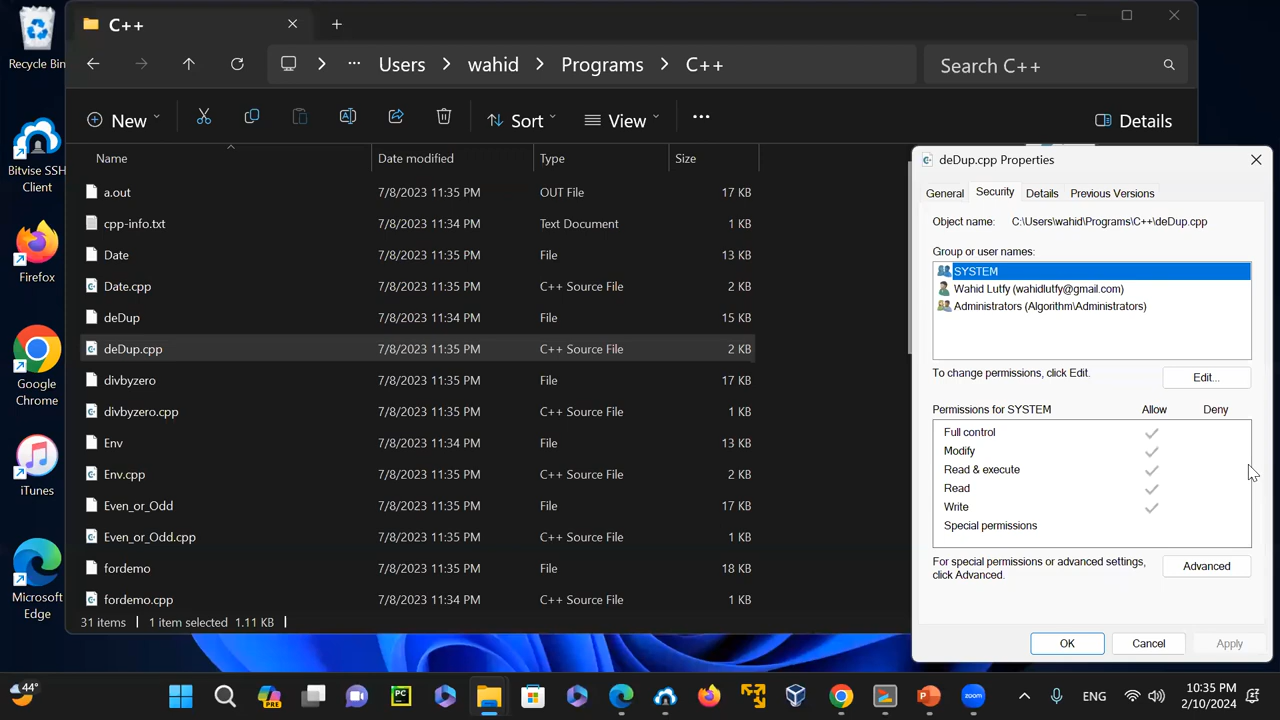 Recycle Bin
Bitvise SSH
Client
Firefox
Google
Chrome
iTunes
Microsoft
Edge
C++
Users
wahid
Programs
C++
Search C++
New
Sort
View
Details
Name
Date modified
Type
Size
a.out 7/8/2023 11:35 PM OUT File 17 KB
cpp-info.txt 7/8/2023 11:34 PM Text Document 1 KB
Date 7/8/2023 11:35 PM File 13 KB
Date.cpp 7/8/2023 11:35 PM C++ Source File 2 KB
deDup 7/8/2023 11:35 PM File 15 KB
deDup.cpp 7/8/2023 11:35 PM C++ Source File 2 KB
divbyzero 7/8/2023 11:35 PM File 17 KB
divbyzero.cpp 7/8/2023 11:35 PM C++ Source File 1 KB
Env 7/8/2023 11:35 PM File 13 KB
Env.cpp 7/8/2023 11:35 PM C++ Source File 2 KB
Even_or_Odd 7/8/2023 11:35 PM File 17 KB
Even_or_Odd.cpp 7/8/2023 11:35 PM C++ Source File 1 KB
fordemo 7/8/2023 11:34 PM File 18 KB
fordemo.cpp 7/8/2023 11:34 PM C++ Source File 1 KB
31 items 1 item selected 1.11 KB
deDup.cpp Properties
General Security Details Previous Versions
Object name: C:\Users\wahid\Programs\C++\deDup.cpp
Group or user names:
SYSTEM
Wahid Lutfy (wahidlutfy@gmail.com)
Administrators (Algorithm\Administrators)
To change permissions, click Edit.
Edit...
Permissions for SYSTEM Allow Deny
Full control
Modify
Read & execute
Read
Write
Special permissions
For special permissions or advanced settings,
click Advanced.
Advanced
OK Cancel Apply
44°
PRE
PC
zoom
ENG
10:35 PM
2/10/2024